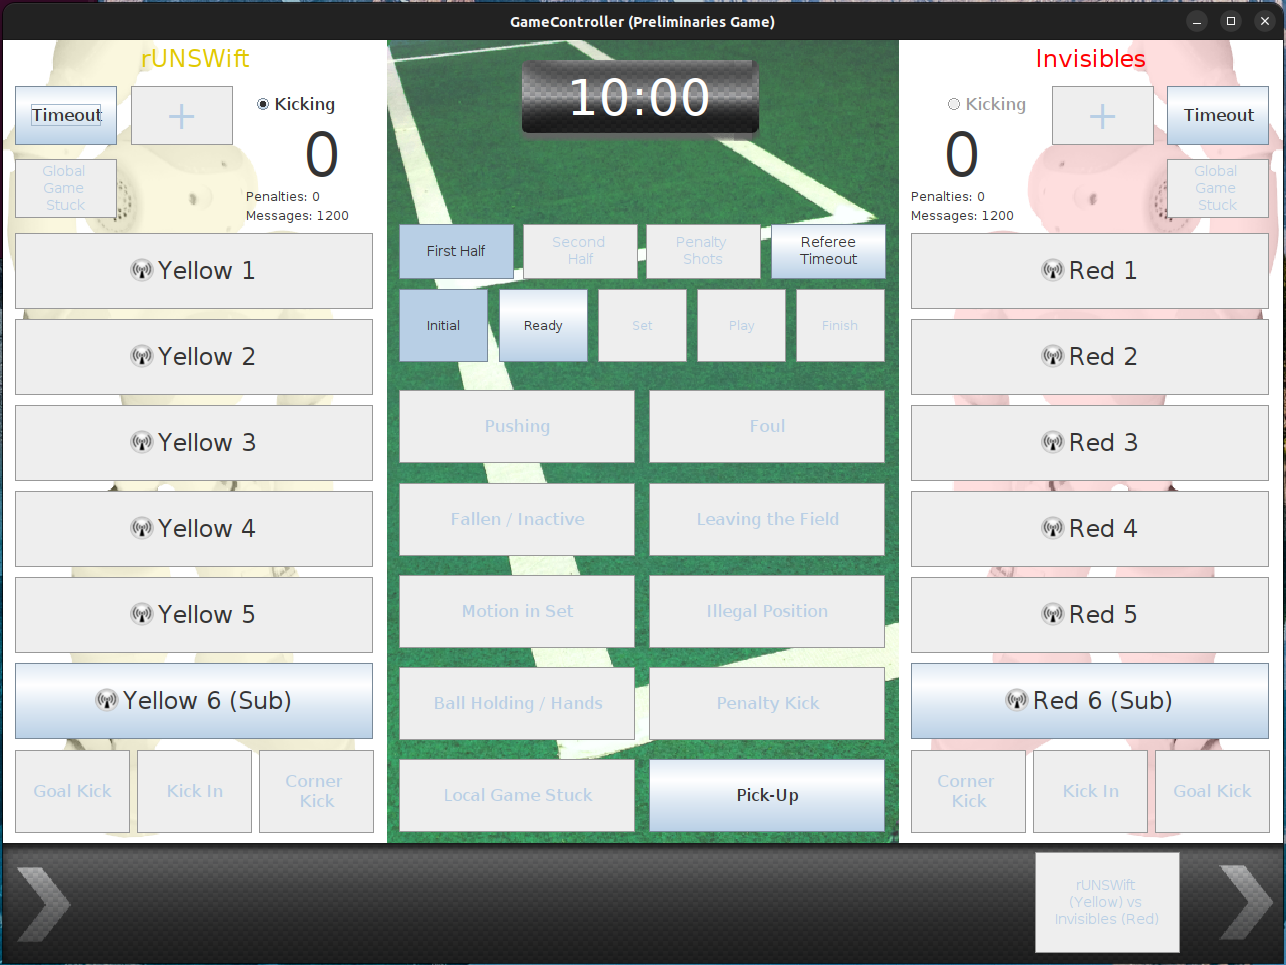 GameController (Preliminaries Game)
rUNSWift
Timeout
+
Kicking
0
Global
Game
Stuck
Penalties: 0
Messages: 1200
Yellow 1
Yellow 2
Yellow 3
Yellow 4
Yellow 5
Yellow 6 (Sub)
Goal Kick
Kick In
Corner
Kick
10:00
First Half
Second
Half
Penalty
Shots
Referee
Timeout
Initial
Ready
Set
Play
Finish
Pushing
Foul
Fallen / Inactive
Leaving the Field
Motion in Set
Illegal Position
Ball Holding / Hands
Penalty Kick
Local Game Stuck
Pick-Up
Invisibles
Kicking
+
Timeout
0
Global
Game
Stuck
Penalties: 0
Messages: 1200
Red 1
Red 2
Red 3
Red 4
Red 5
Red 6 (Sub)
Corner
Kick
Kick In
Goal Kick
rUNSWift
(Yellow) vs
Invisibles (Red)